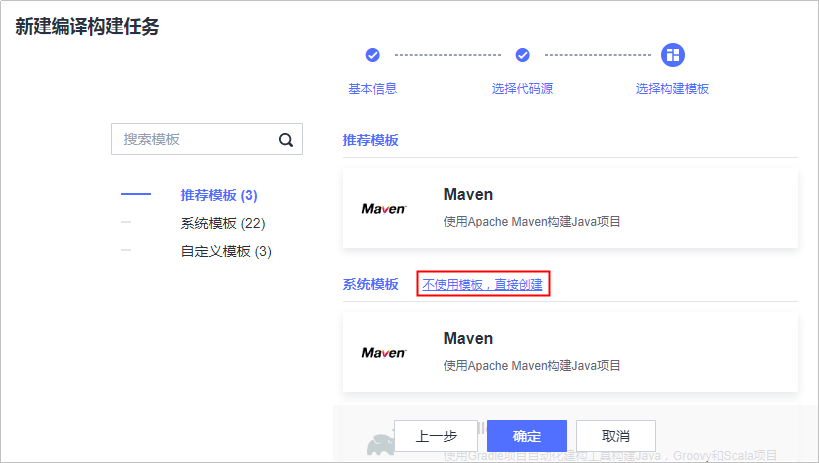 新建编译构建任务
基本信息
选择代码源
选择构建模板
搜索模板
推荐模板 (3)
系统模板 (22)
自定义模板 (3)
推荐模板
Maven
Maven
使用Apache Maven构建Java项目
系统模板 不使用模板，直接创建
Maven
Maven
使用Apache Maven构建Java项目
上一步 确定 取消
使用Gradle项目自动化建构工具构建Java，Groovy和Scala项目